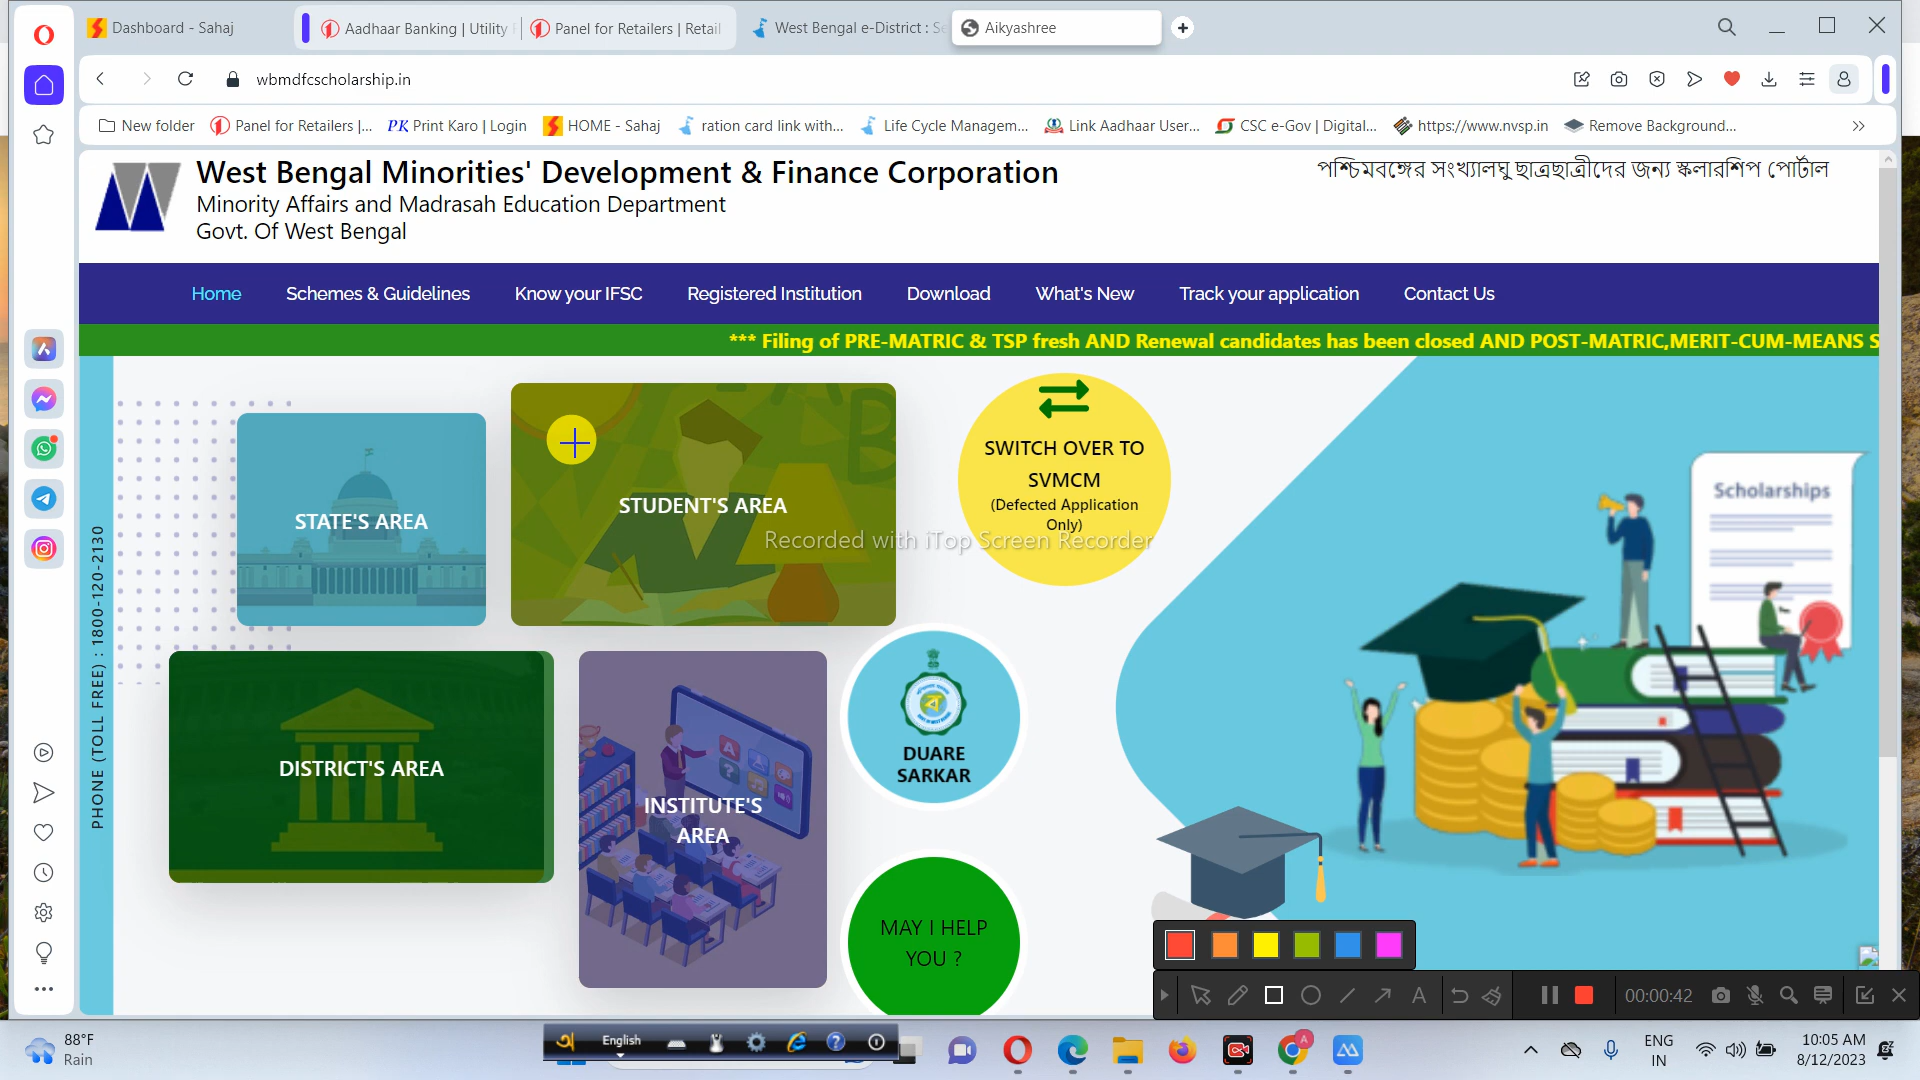 Dashboard - Sahaj
Aadhaar Banking | Utility
Panel for Retailers | Retail
West Bengal e-District : Se
Aikyashree
wbmdfcscholarship.in
New folder
Panel for Retailers |...
PK Print Karo | Login
HOME - Sahaj
ration card link with...
Life Cycle Managem...
Link Aadhaar User...
CSC e-Gov | Digital...
https://www.nvsp.in
Remove Background...
West Bengal Minorities' Development & Finance Corporation
পশ্চিমবঙ্গের সংখ্যালঘু ছাত্রছাত্রীদের জন্য স্কলারশিপ পোর্টাল
Minority Affairs and Madrasah Education Department
Govt. Of West Bengal
Home
Schemes & Guidelines
Know your IFSC
Registered Institution
Download
What's New
Track your application
Contact Us
*** Filing of PRE-MATRIC & TSP fresh AND Renewal candidates has been closed AND POST-MATRIC,MERIT-CUM-MEANS S
PHONE (TOLL FREE) : 1800-120-2130
STATE'S AREA
STUDENT'S AREA
SWITCH OVER TO
SVMCM
(Defected Application
Only)
Recorded with iTop Screen Recorder
Scholarships
DISTRICT'S AREA
INSTITUTE'S
AREA
DUARE
SARKAR
MAY I HELP
YOU ?
00:00:42
88°F
Rain
English
ENG
IN
10:05 AM
8/12/2023